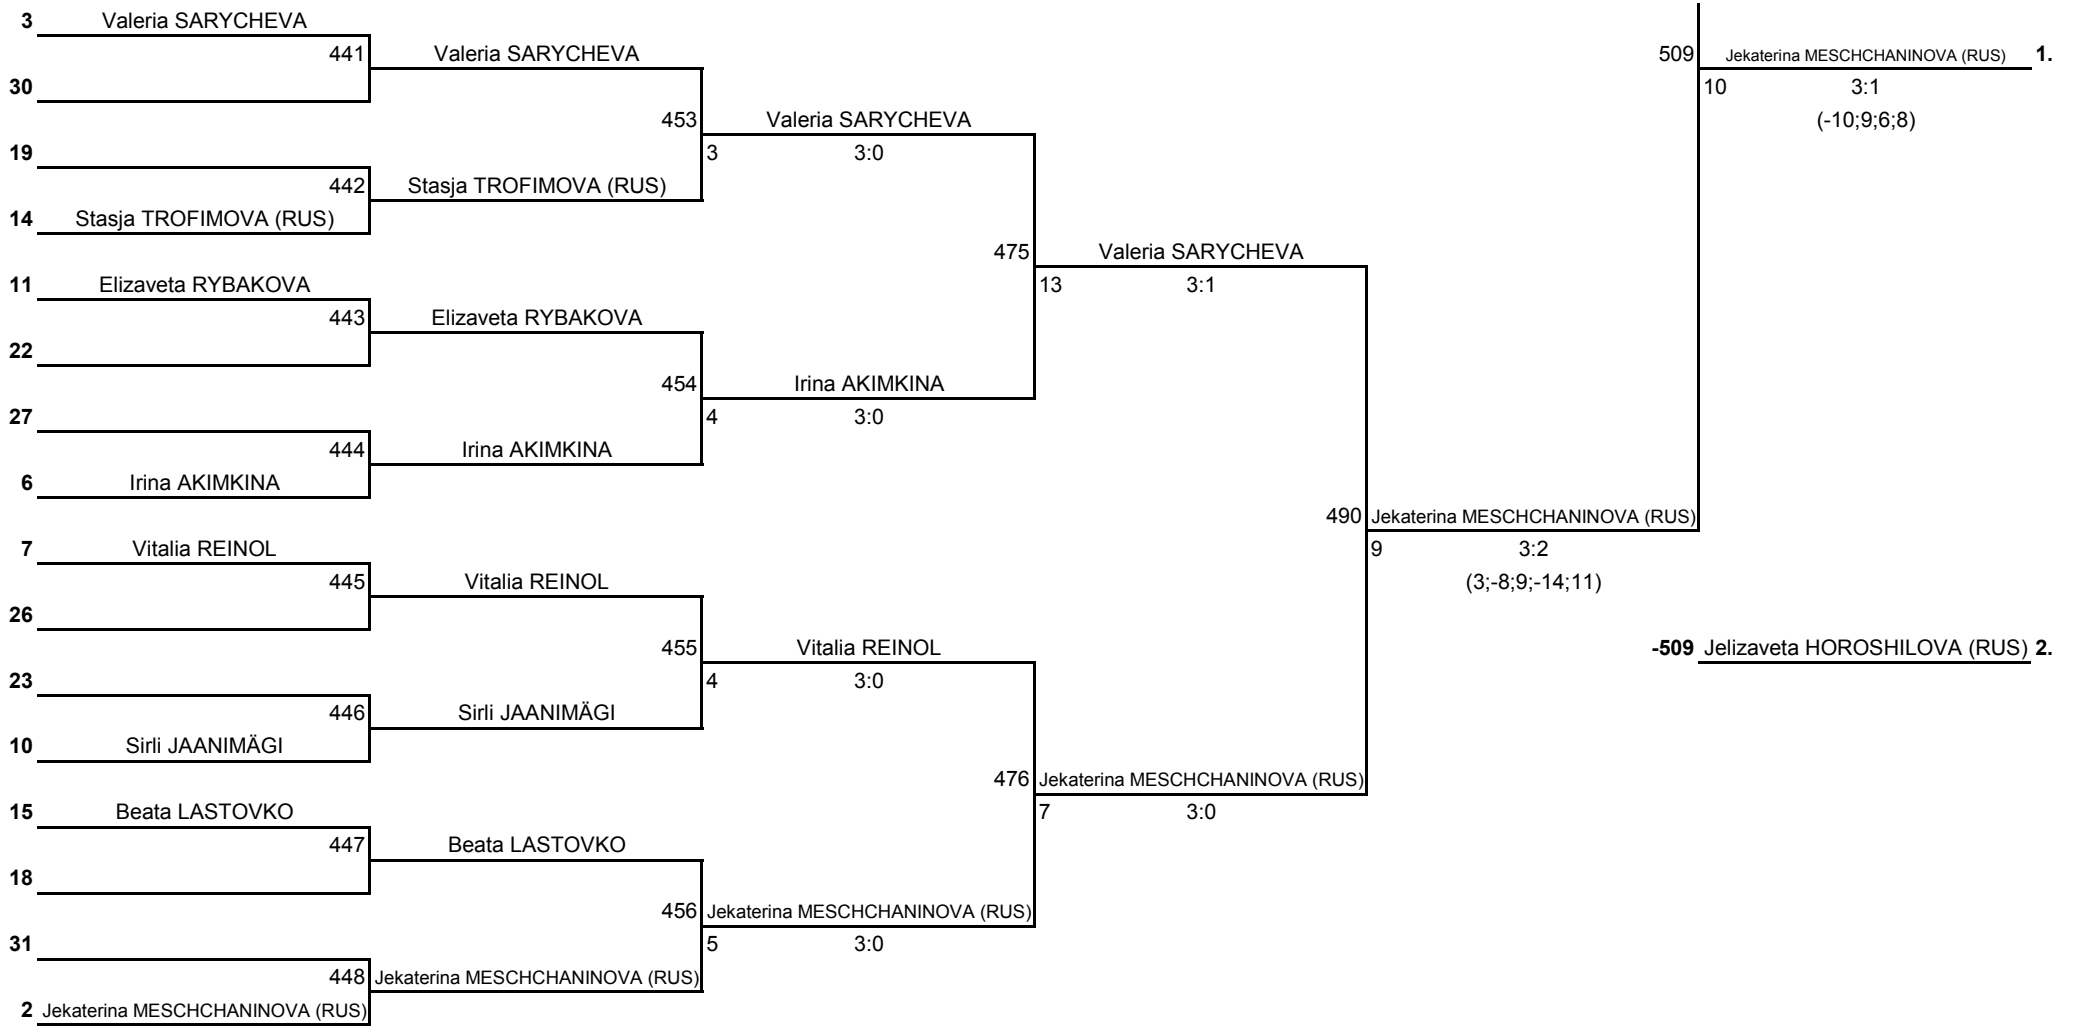 3 Valeria SARYCHEVA
441 Valeria SARYCHEVA 509 Jekaterina MESCHCHANINOVA (RUS) 1.
30 10 3:1
453 Valeria SARYCHEVA (-10;9;6;8)
19 3 3:0
442 Stasja TROFIMOVA (RUS)
14 Stasja TROFIMOVA (RUS)
475 Valeria SARYCHEVA
11 Elizaveta RYBAKOVA 13 3:1
443 Elizaveta RYBAKOVA
22
454 Irina AKIMKINA
27 4 3:0
444 Irina AKIMKINA
6 Irina AKIMKINA
490 Jekaterina MESCHCHANINOVA (RUS)
7 Vitalia REINOL 9 3:2
445 Vitalia REINOL (3;-8;9;-14;11)
26
455 Vitalia REINOL -509 Jelizaveta HOROSHILOVA (RUS) 2.
23 4 3:0
446 Sirli JAANIMÄGI
10 Sirli JAANIMÄGI
476 Jekaterina MESCHCHANINOVA (RUS)
15 Beata LASTOVKO 7 3:0
447 Beata LASTOVKO
18
456 Jekaterina MESCHCHANINOVA (RUS)
31 5 3:0
448 Jekaterina MESCHCHANINOVA (RUS)
2 Jekaterina MESCHCHANINOVA (RUS)